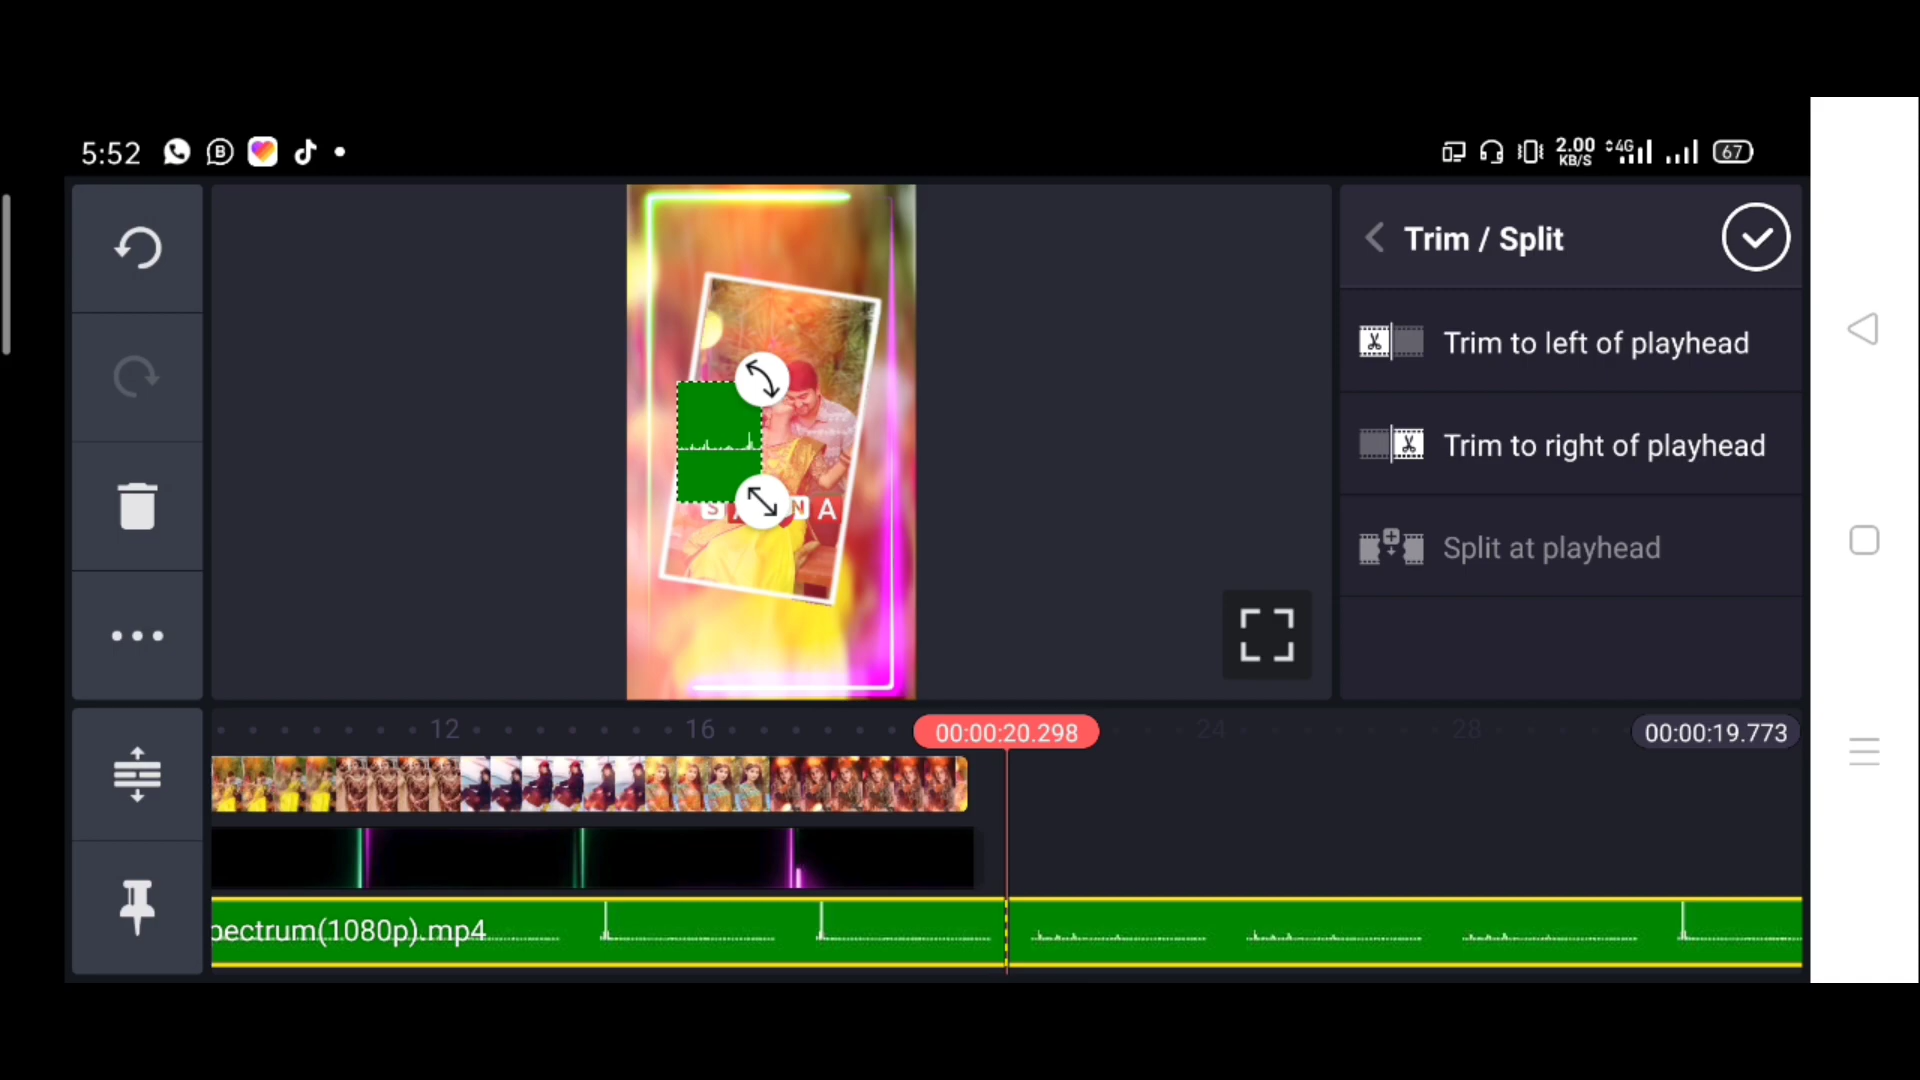 5:52
2.00
KB/S
4G
67
Trim / Split
Trim to left of playhead
Trim to right of playhead
Split at playhead
S
N A
12
16
00:00:20.298
24
28
00:00:19.773
pectrum(1080p).mp4